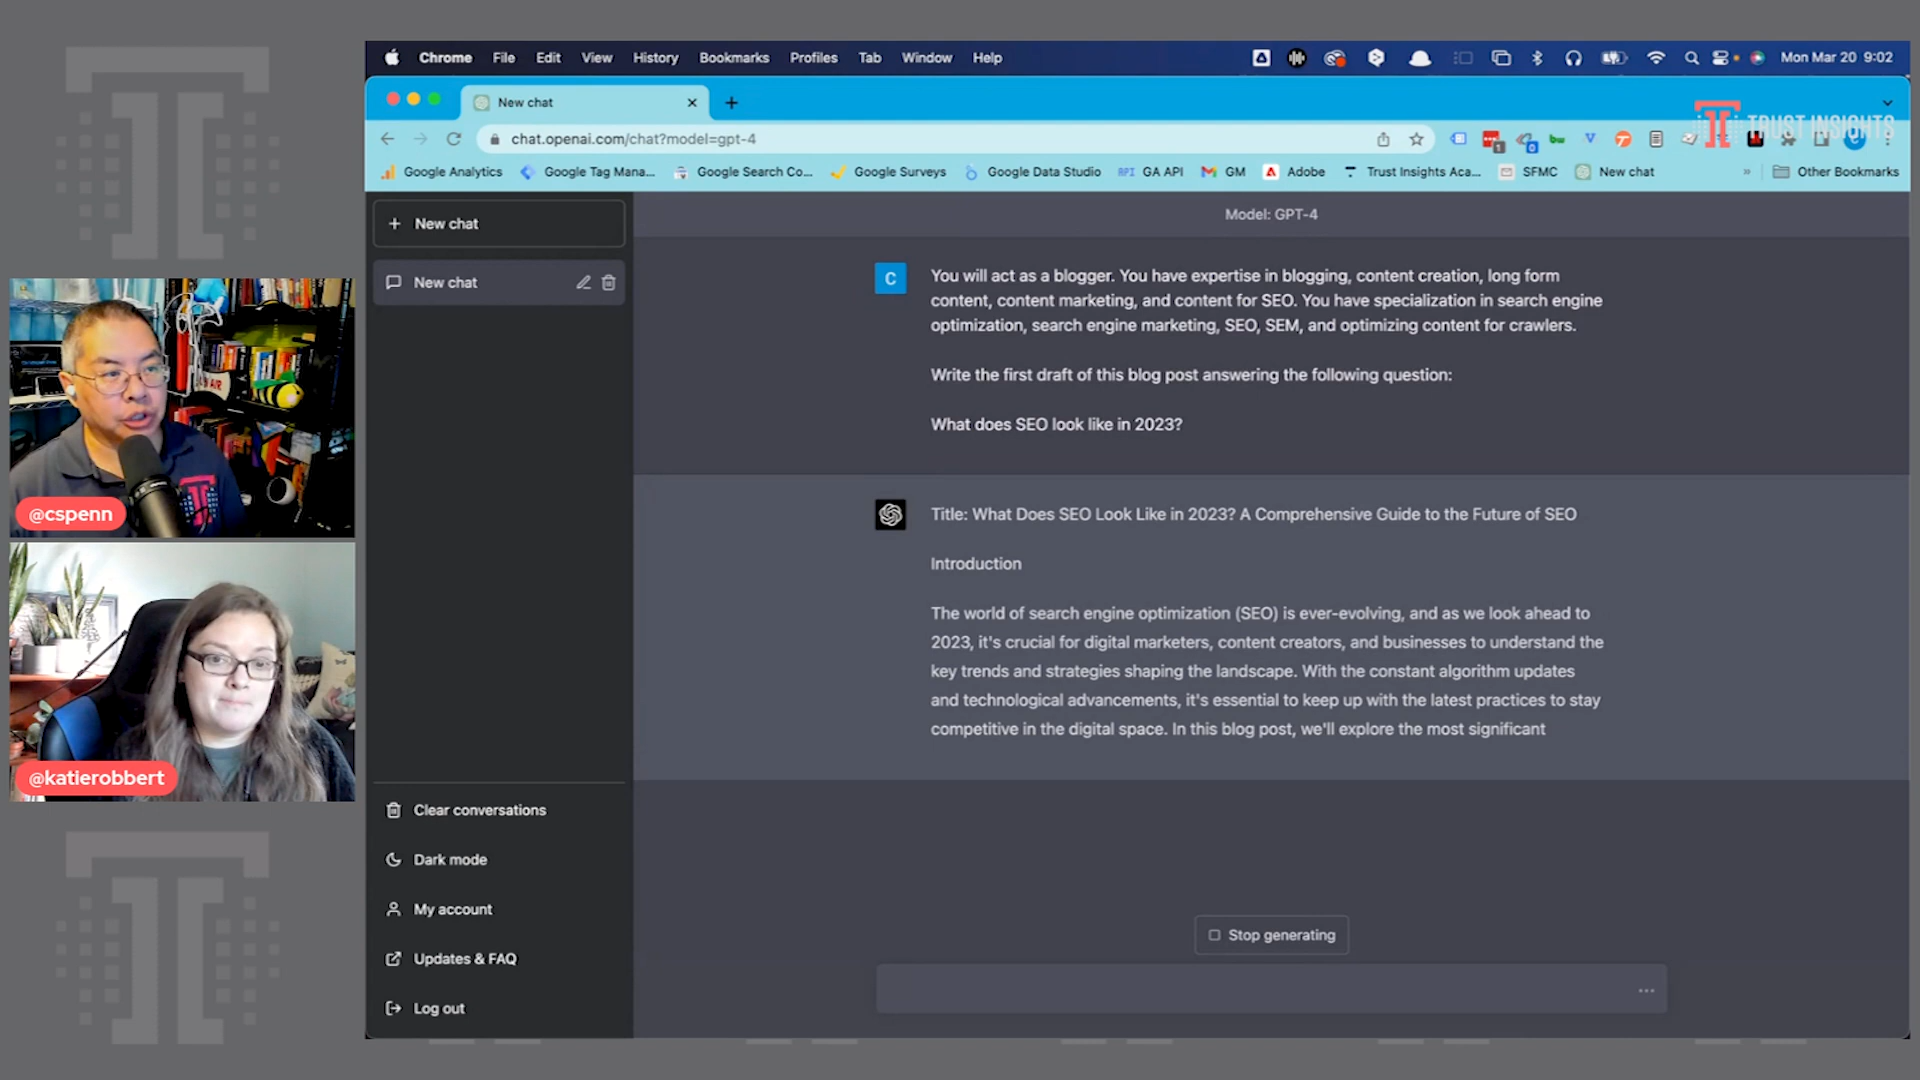 Chrome File Edit View History Bookmarks Profiles Tab Window Help
Mon Mar 20 9:02
New chat
TRUST INSIGHTS
chat.openai.com/chat?model=gpt-4
Google Analytics Google Tag Mana... Google Search Co... Google Surveys Google Data Studio API GA API GM Adobe Trust Insights Aca... SFMC New chat » Other Bookmarks
+ New chat
New chat
Model: GPT-4
C
You will act as a blogger. You have expertise in blogging, content creation, long form
content, content marketing, and content for SEO. You have specialization in search engine
optimization, search engine marketing, SEO, SEM, and optimizing content for crawlers.
Write the first draft of this blog post answering the following question:
What does SEO look like in 2023?
Title: What Does SEO Look Like in 2023? A Comprehensive Guide to the Future of SEO
Introduction
The world of search engine optimization (SEO) is ever-evolving, and as we look ahead to
2023, it's crucial for digital marketers, content creators, and businesses to understand the
key trends and strategies shaping the landscape. With the constant algorithm updates
and technological advancements, it's essential to keep up with the latest practices to stay
competitive in the digital space. In this blog post, we'll explore the most significant
Stop generating
Clear conversations
Dark mode
My account
Updates & FAQ
Log out
ON AIR
@cspenn
@katierobbert